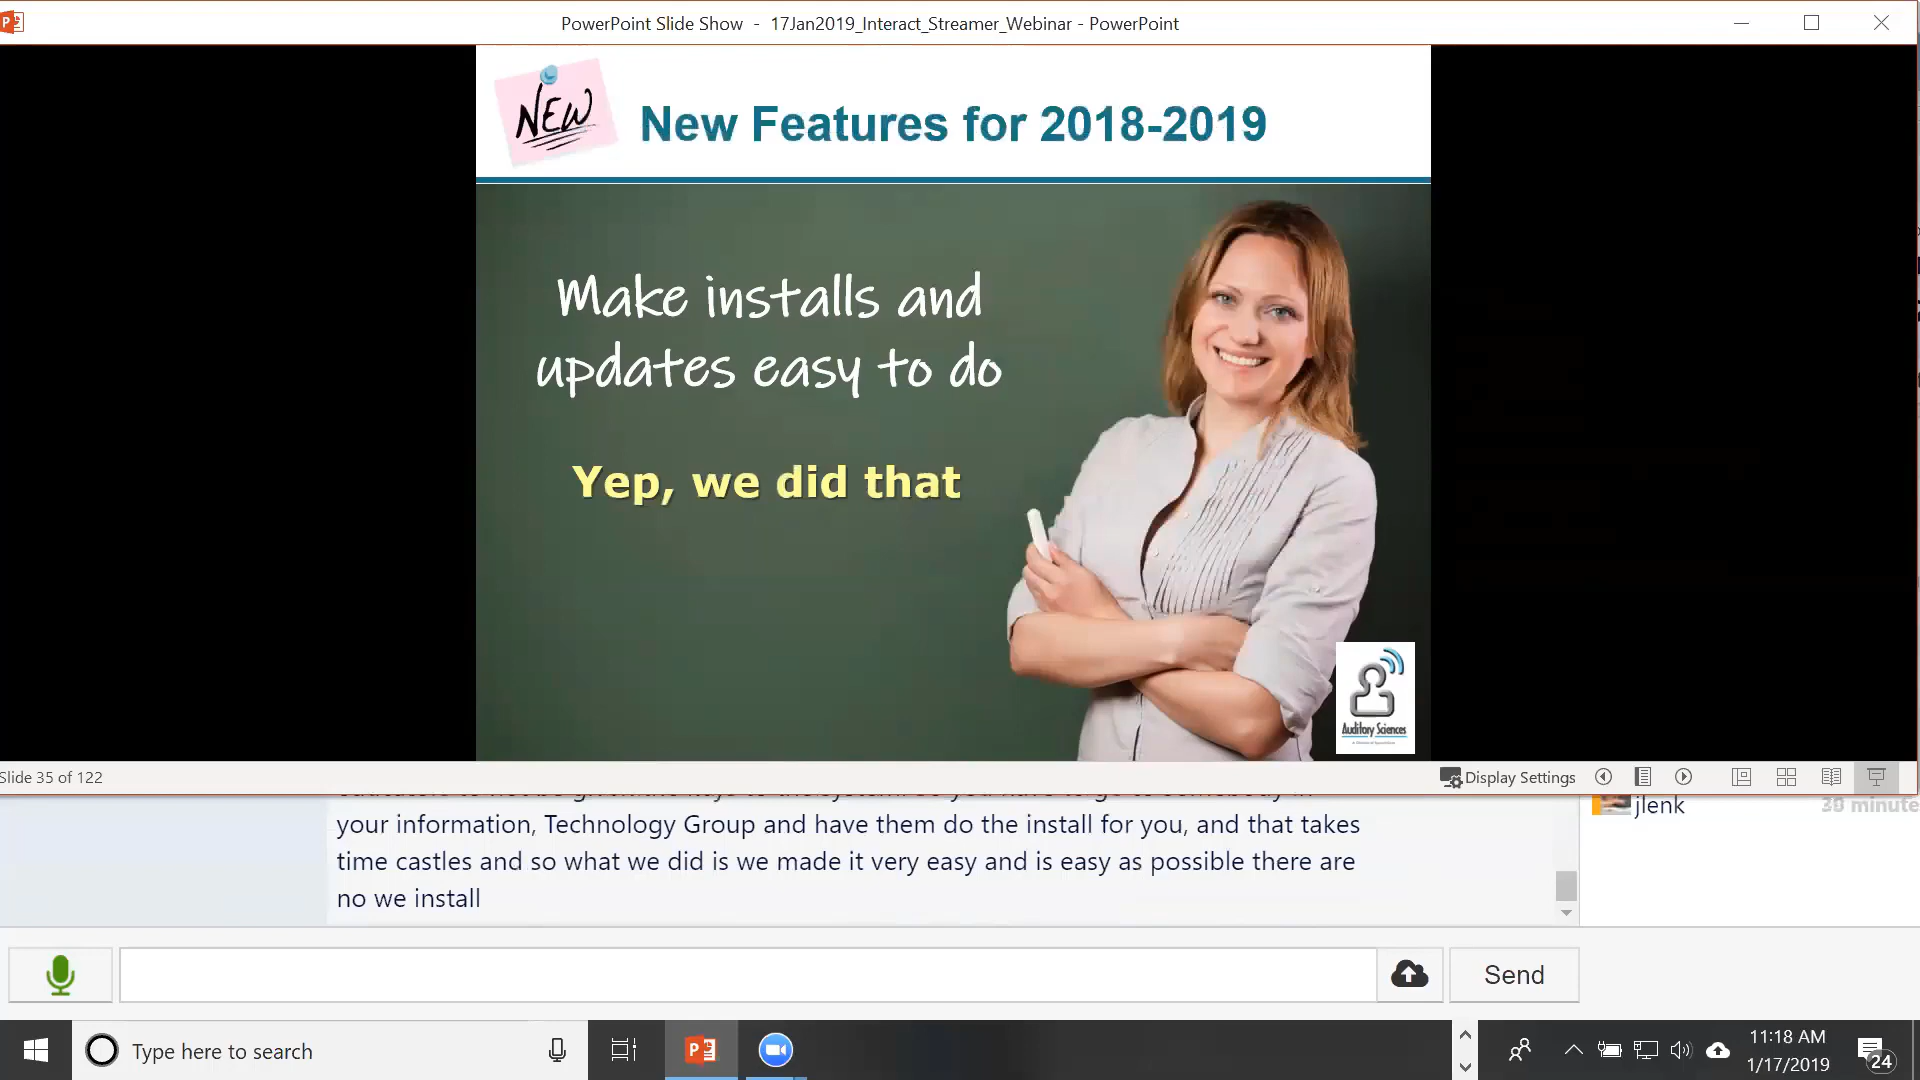 PowerPoint Slide Show - 17Jan2019_Interact_Streamer_Webinar - PowerPoint
NEW
New Features for 2018-2019
Make installs and
updates easy to do
Yep, we did that
Auditory Sciences
Slide 35 of 122
Display Settings
jlenk
30 minute
your information, Technology Group and have them do the install for you, and that takes
time castles and so what we did is we made it very easy and is easy as possible there are
no we install
Send
Type here to search
11:18 AM
1/17/2019
24